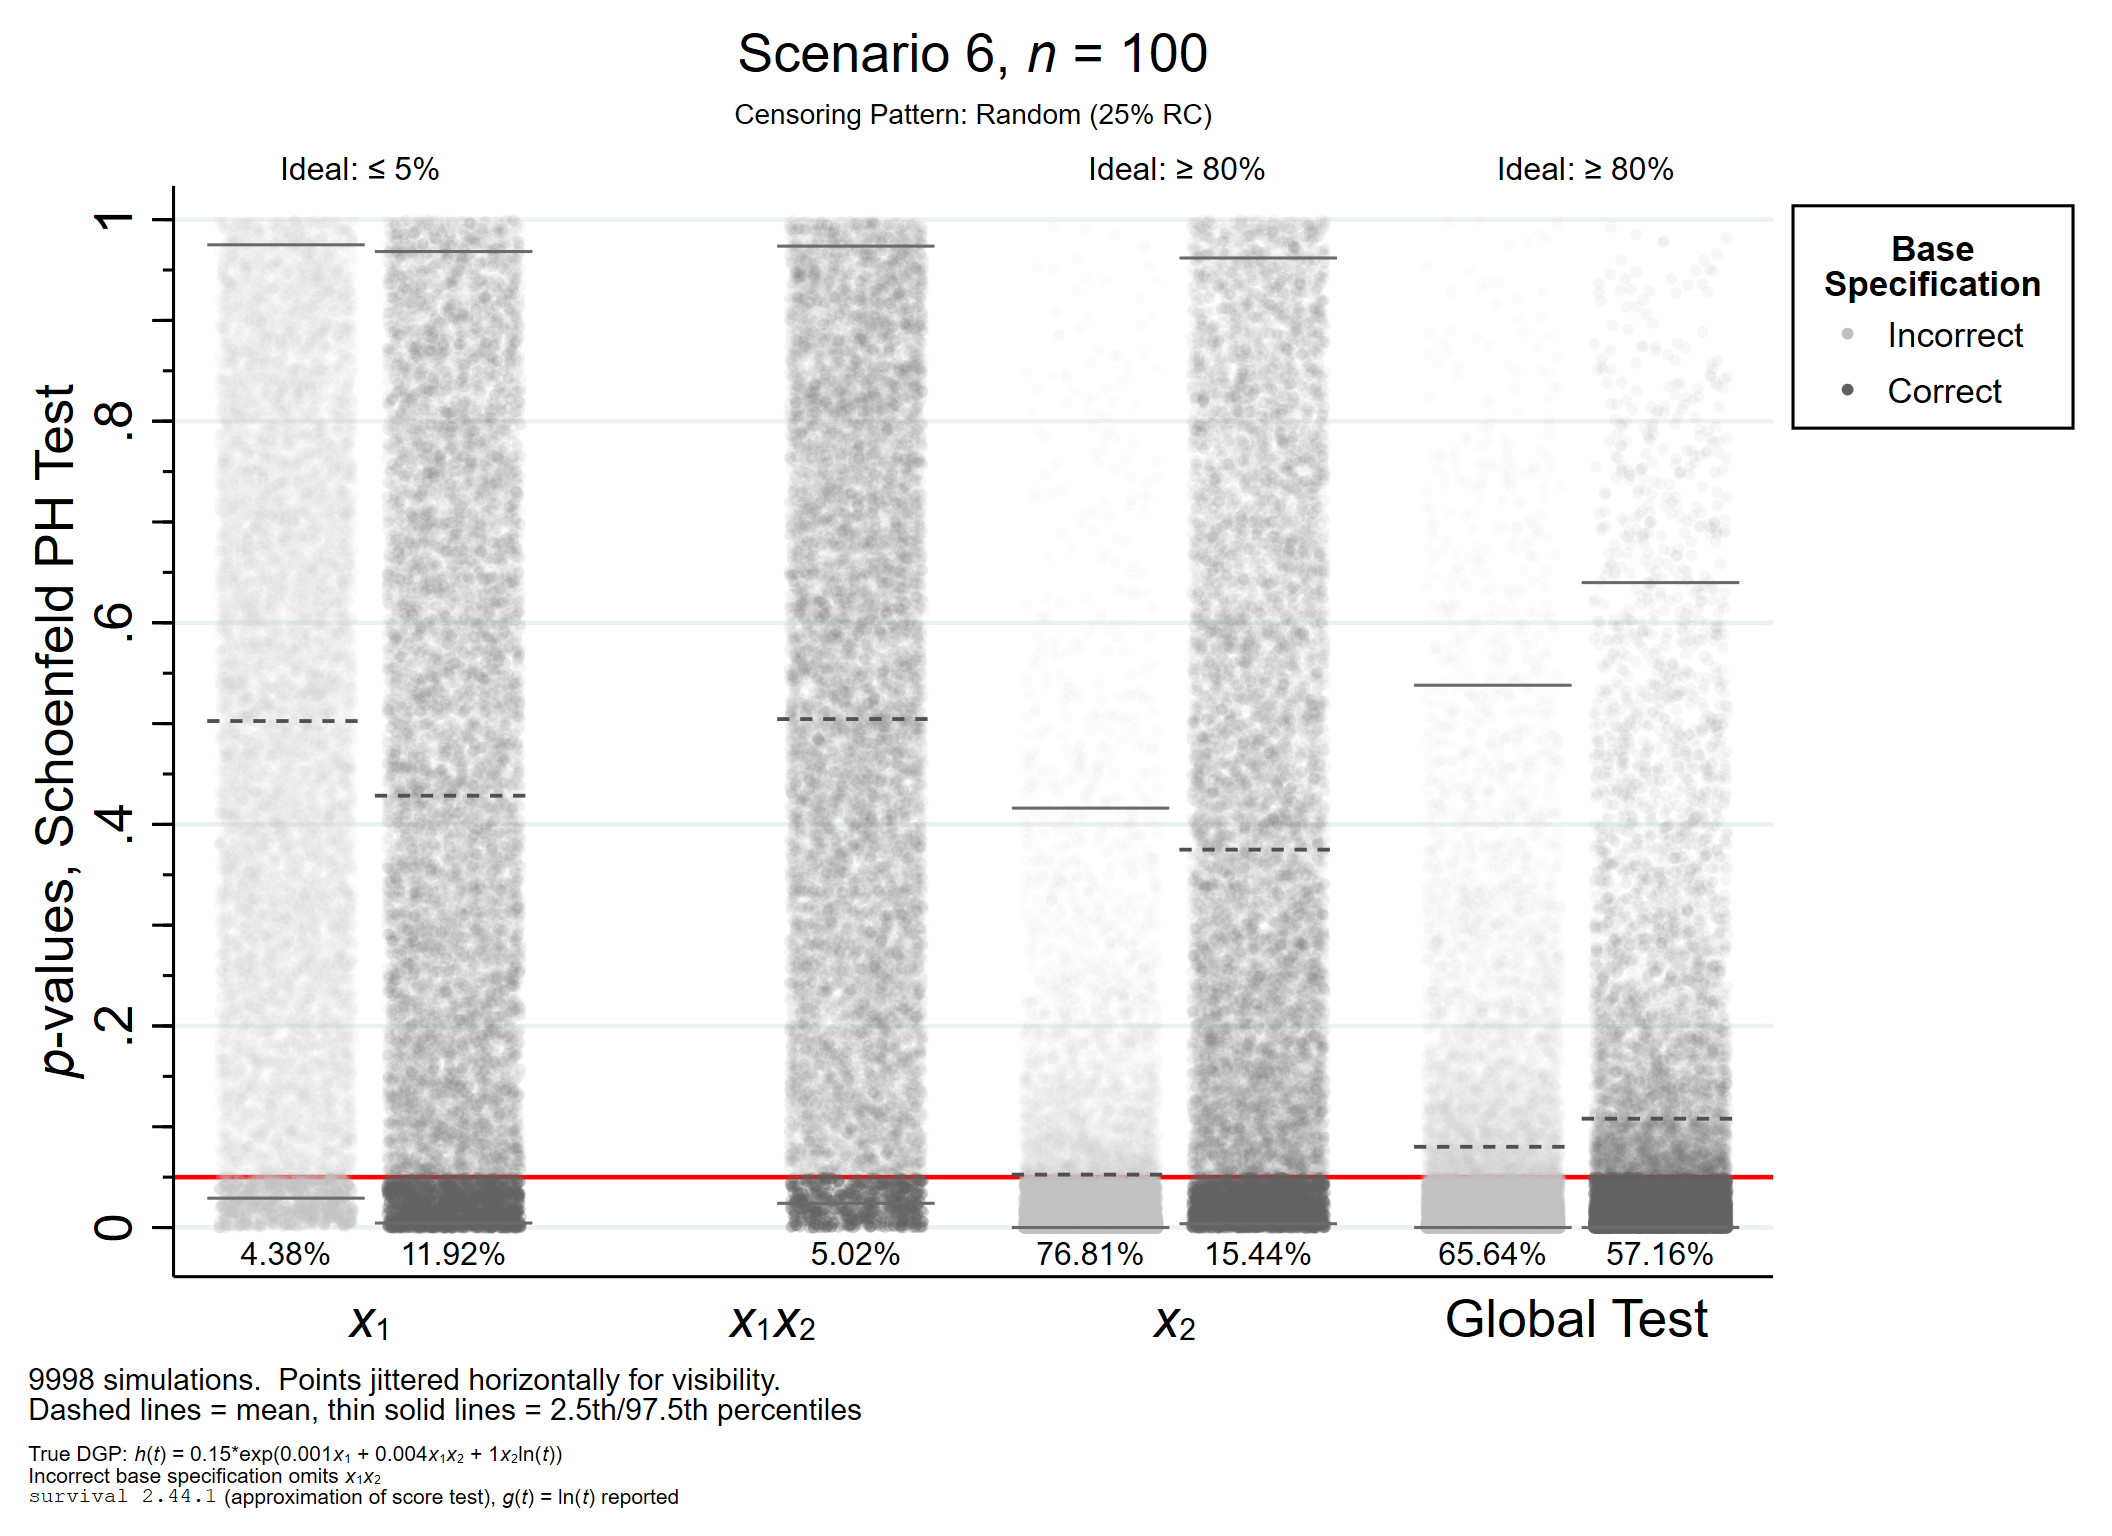 Scenario 6, n = 100
Censoring Pattern: Random (25% RC)
Ideal: ≤ 5%
Ideal: ≥ 80%
Ideal: ≥ 80%
p-values, Schoenfeld PH Test
1
.8
.6
.4
.2
0
4.38%
11.92%
5.02%
76.81%
15.44%
65.64%
57.16%
x₁
x₁x₂
x₂
Global Test
Base
Specification
Incorrect
Correct
9998 simulations.  Points jittered horizontally for visibility.
Dashed lines = mean, thin solid lines = 2.5th/97.5th percentiles
True DGP: h(t) = 0.15*exp(0.001x₁ + 0.004x₁x₂ + 1x₂ln(t))
Incorrect base specification omits x₁x₂
survival 2.44.1 (approximation of score test), g(t) = ln(t) reported